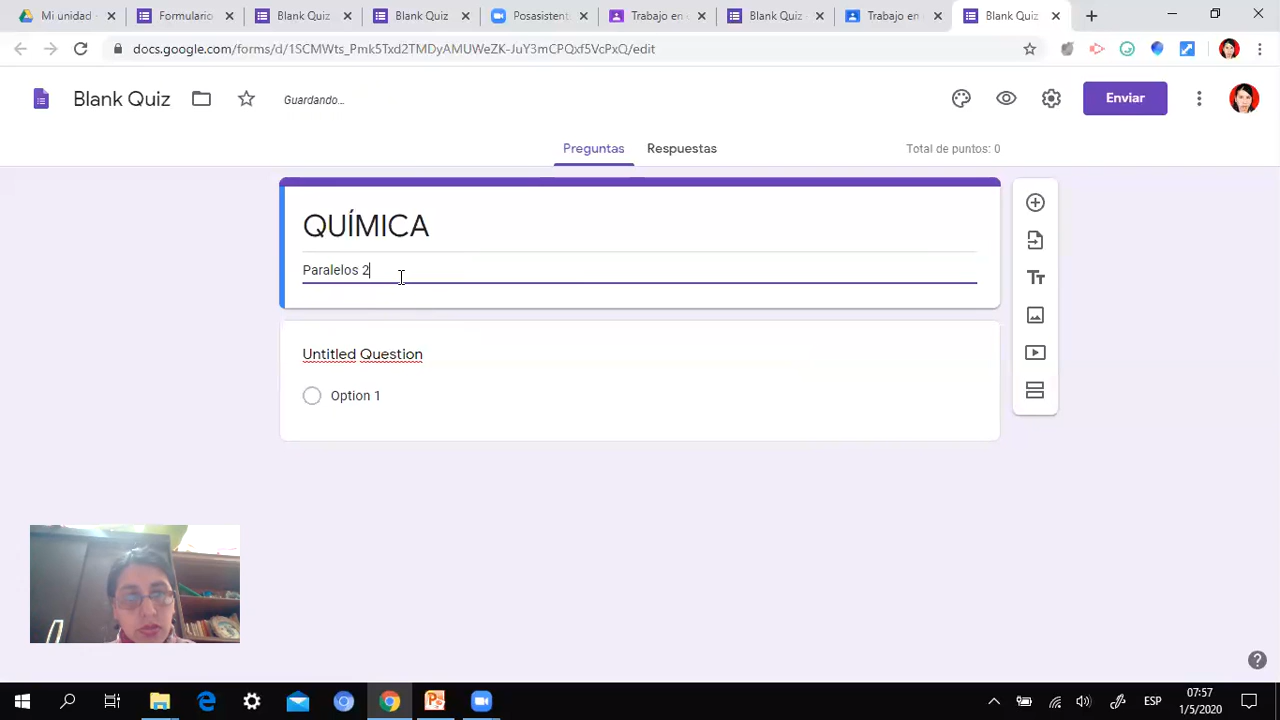 Mi unidad
Formulario
Blank Quiz
Blank Quiz
Posasistent
Trabajo en
Blank Quiz
Trabajo en
Blank Quiz
docs.google.com/forms/d/1SCMWts_Pmk5Txd2TMDyAMUWeZK-JuY3mCPQxf5VcPxQ/edit
Blank Quiz
Guardando...
Enviar
Preguntas
Respuestas
Total de puntos: 0
QUÍMICA
Paralelos 2
Untitled Question
Option 1
ESP
07:57
1/5/2020